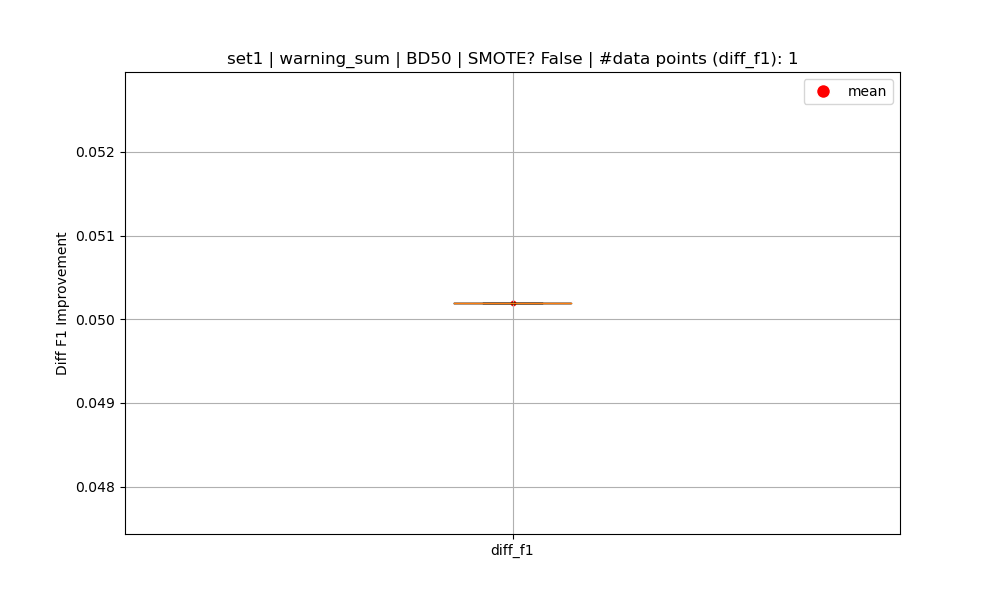 set1 | warning_sum | BD50 | SMOTE? False | #data points (diff_f1): 1
mean
0.052
0.051
0.050
0.049
0.048
Diff F1 Improvement
diff_f1